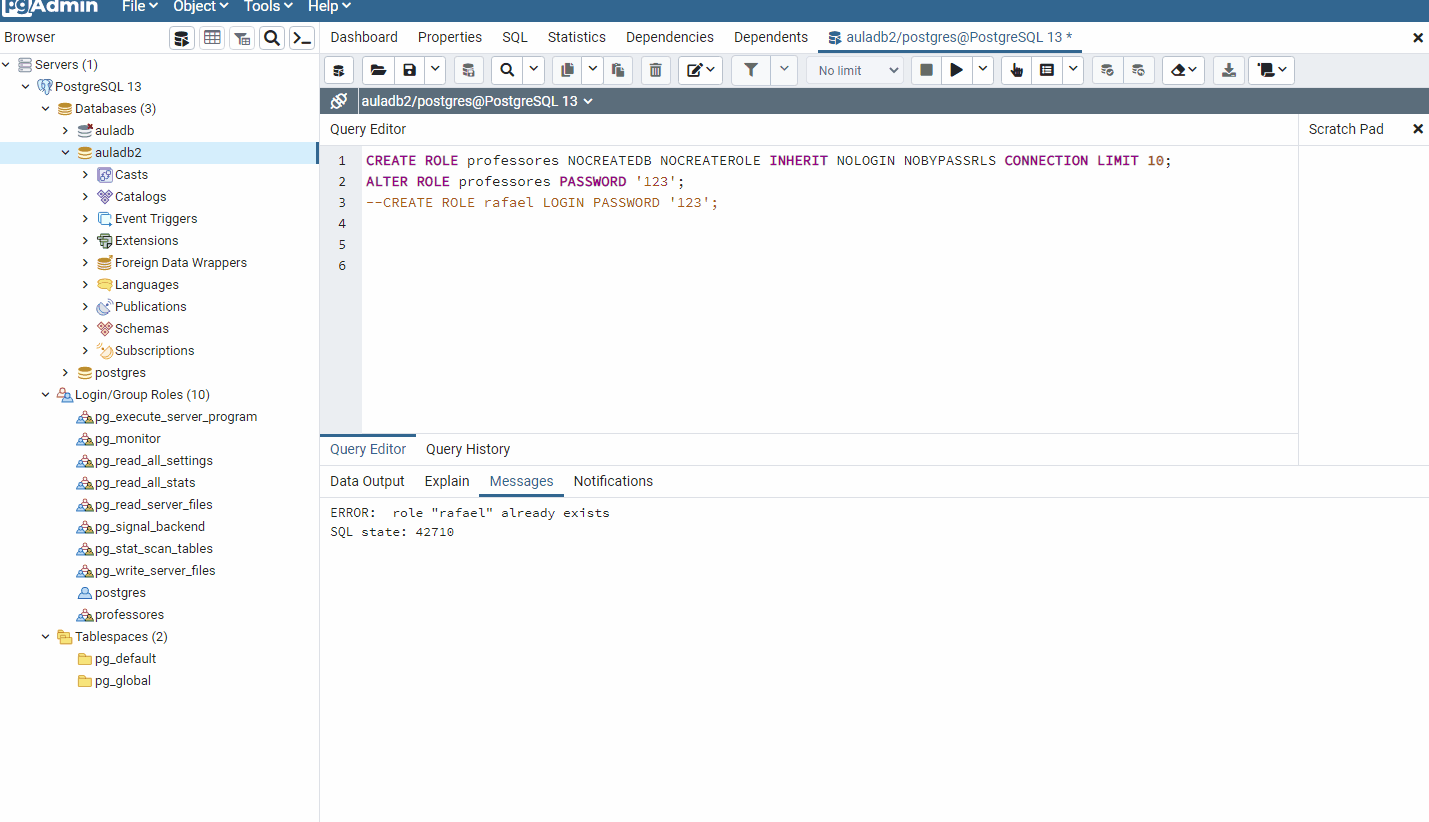 pgAdmin File Object Tools Help
Browser
Dashboard Properties SQL Statistics Dependencies Dependents auladb2/postgres@PostgreSQL 13 *
Servers (1)
PostgreSQL 13
Databases (3)
auladb
auladb2
Casts
Catalogs
Event Triggers
Extensions
Foreign Data Wrappers
Languages
Publications
Schemas
Subscriptions
postgres
Login/Group Roles (10)
pg_execute_server_program
pg_monitor
pg_read_all_settings
pg_read_all_stats
pg_read_server_files
pg_signal_backend
pg_stat_scan_tables
pg_write_server_files
postgres
professores
Tablespaces (2)
pg_default
pg_global
No limit
auladb2/postgres@PostgreSQL 13
Query Editor
Scratch Pad
1 CREATE ROLE professores NOCREATEDB NOCREATEROLE INHERIT NOLOGIN NOBYPASSRLS CONNECTION LIMIT 10;
2 ALTER ROLE professores PASSWORD '123';
3 --CREATE ROLE rafael LOGIN PASSWORD '123';
4
5
6
Query Editor Query History
Data Output Explain Messages Notifications
ERROR:  role "rafael" already exists
SQL state: 42710